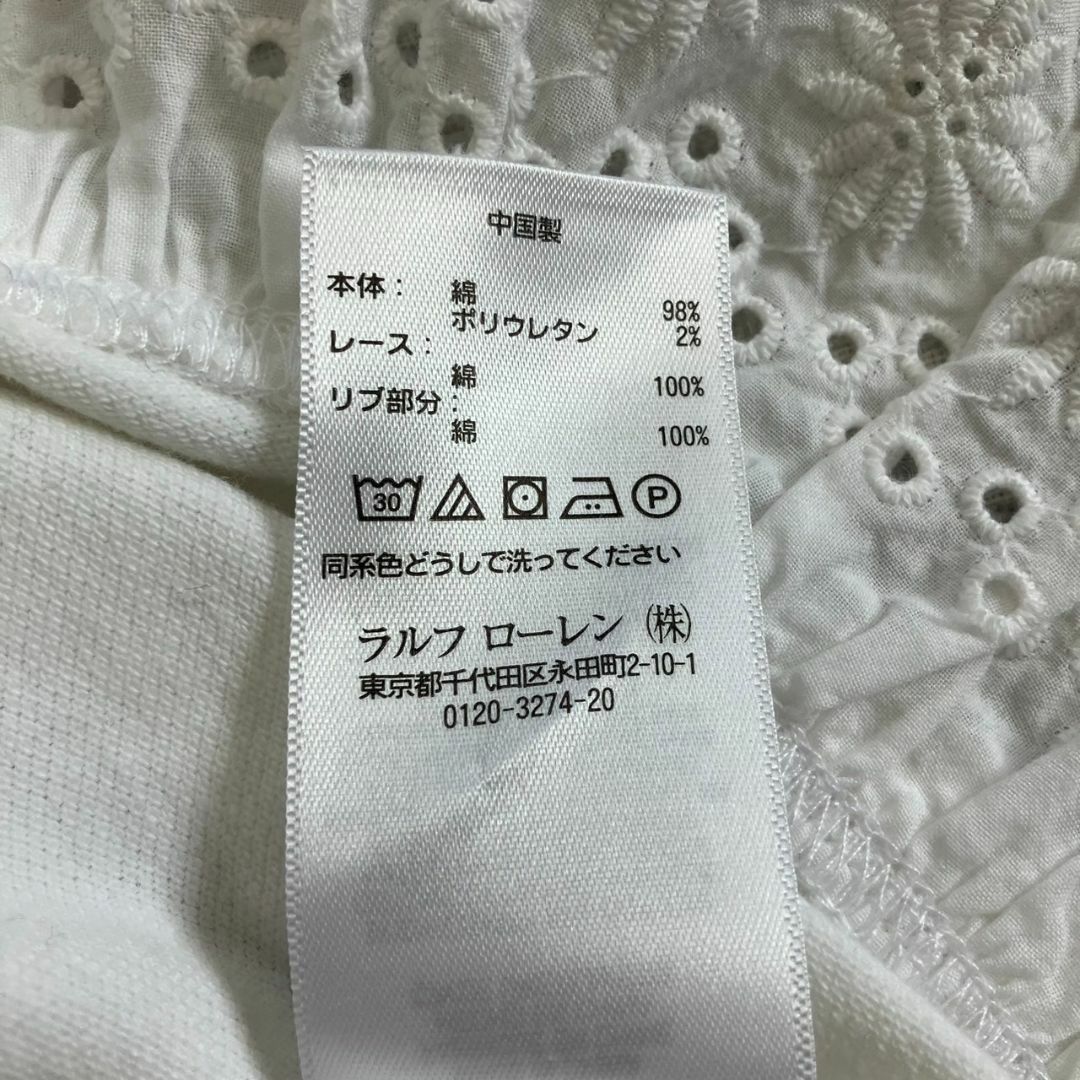 中国製
本体: 綿 98%
ポリウレタン 2%
レース:
綿 100%
リブ部分:
綿 100%
30 P
同系色どうしで洗ってください
ラルフ ローレン (株)
東京都千代田区永田町2-10-1
0120-3274-20